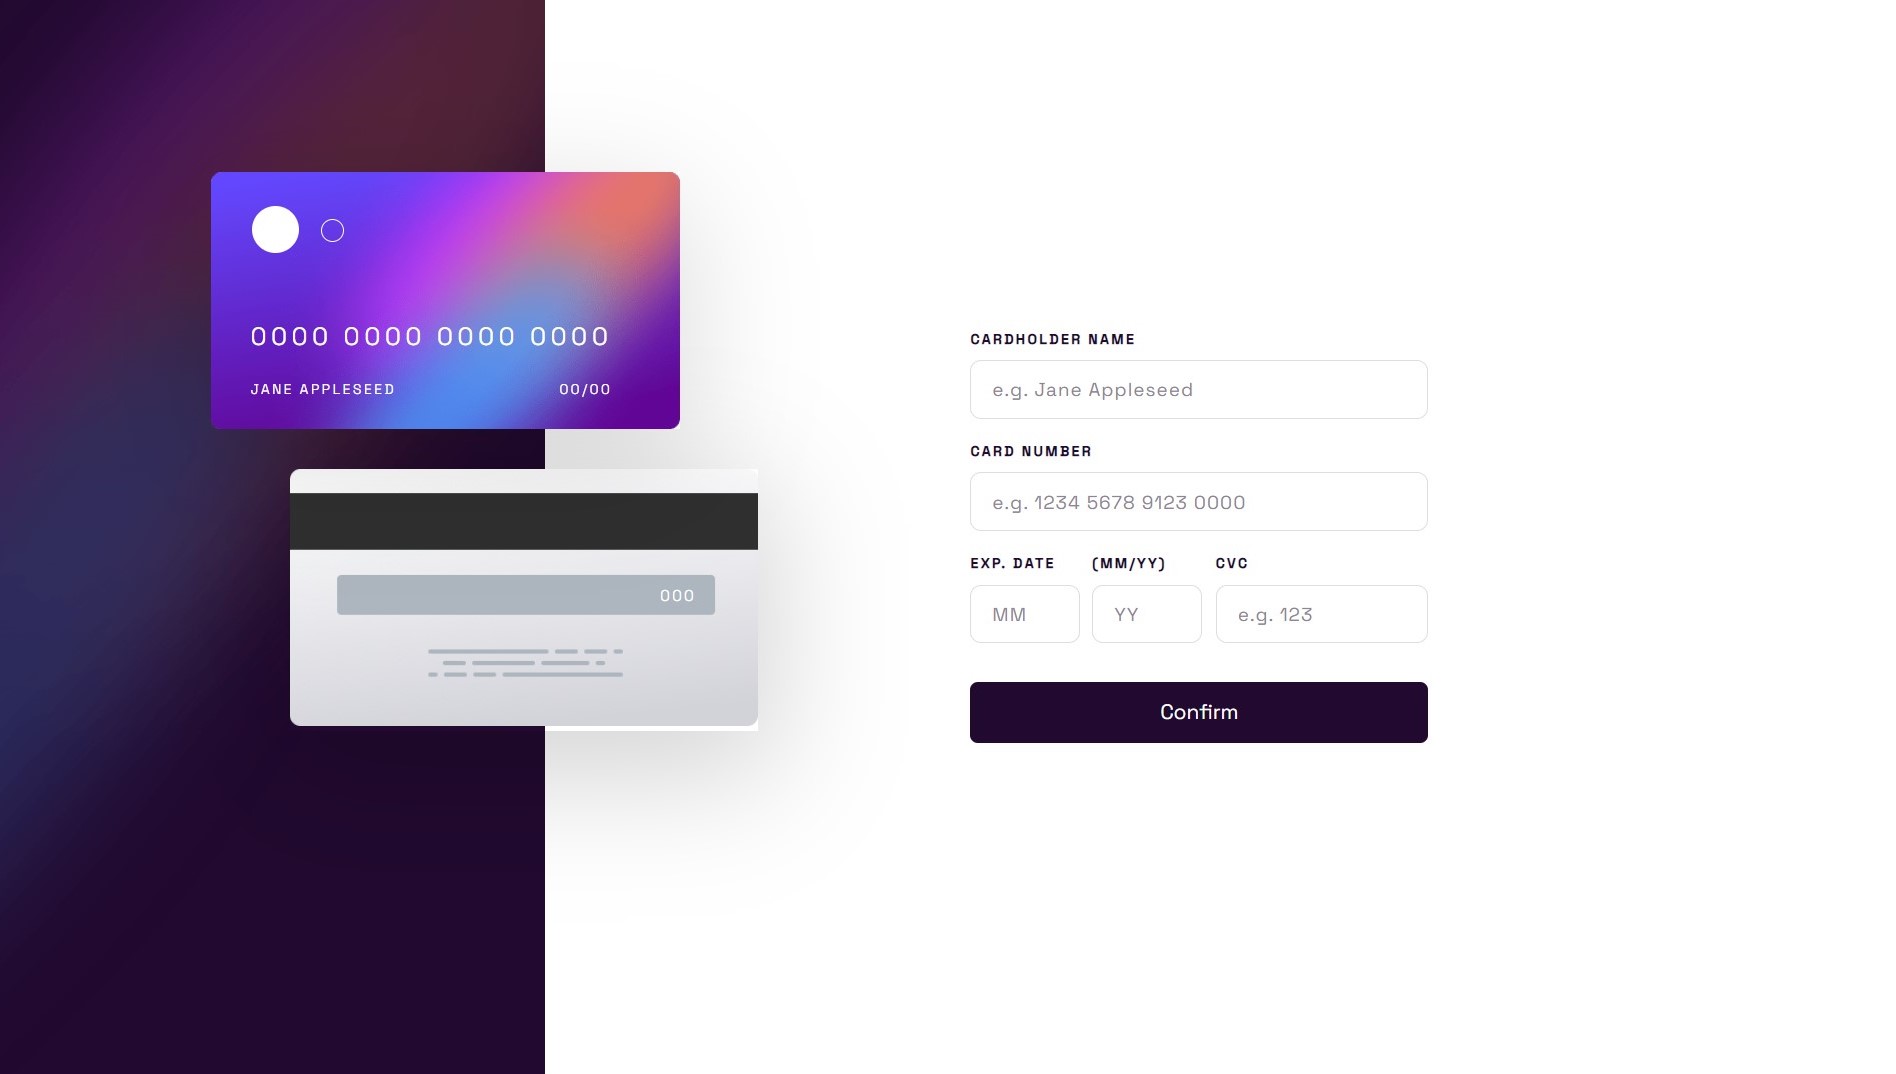 0000 0000 0000 0000
JANE APPLESEED 00/00
000
CARDHOLDER NAME
e.g. Jane Appleseed
CARD NUMBER
e.g. 1234 5678 9123 0000
EXP. DATE (MM/YY) CVC
MM YY e.g. 123
Confirm